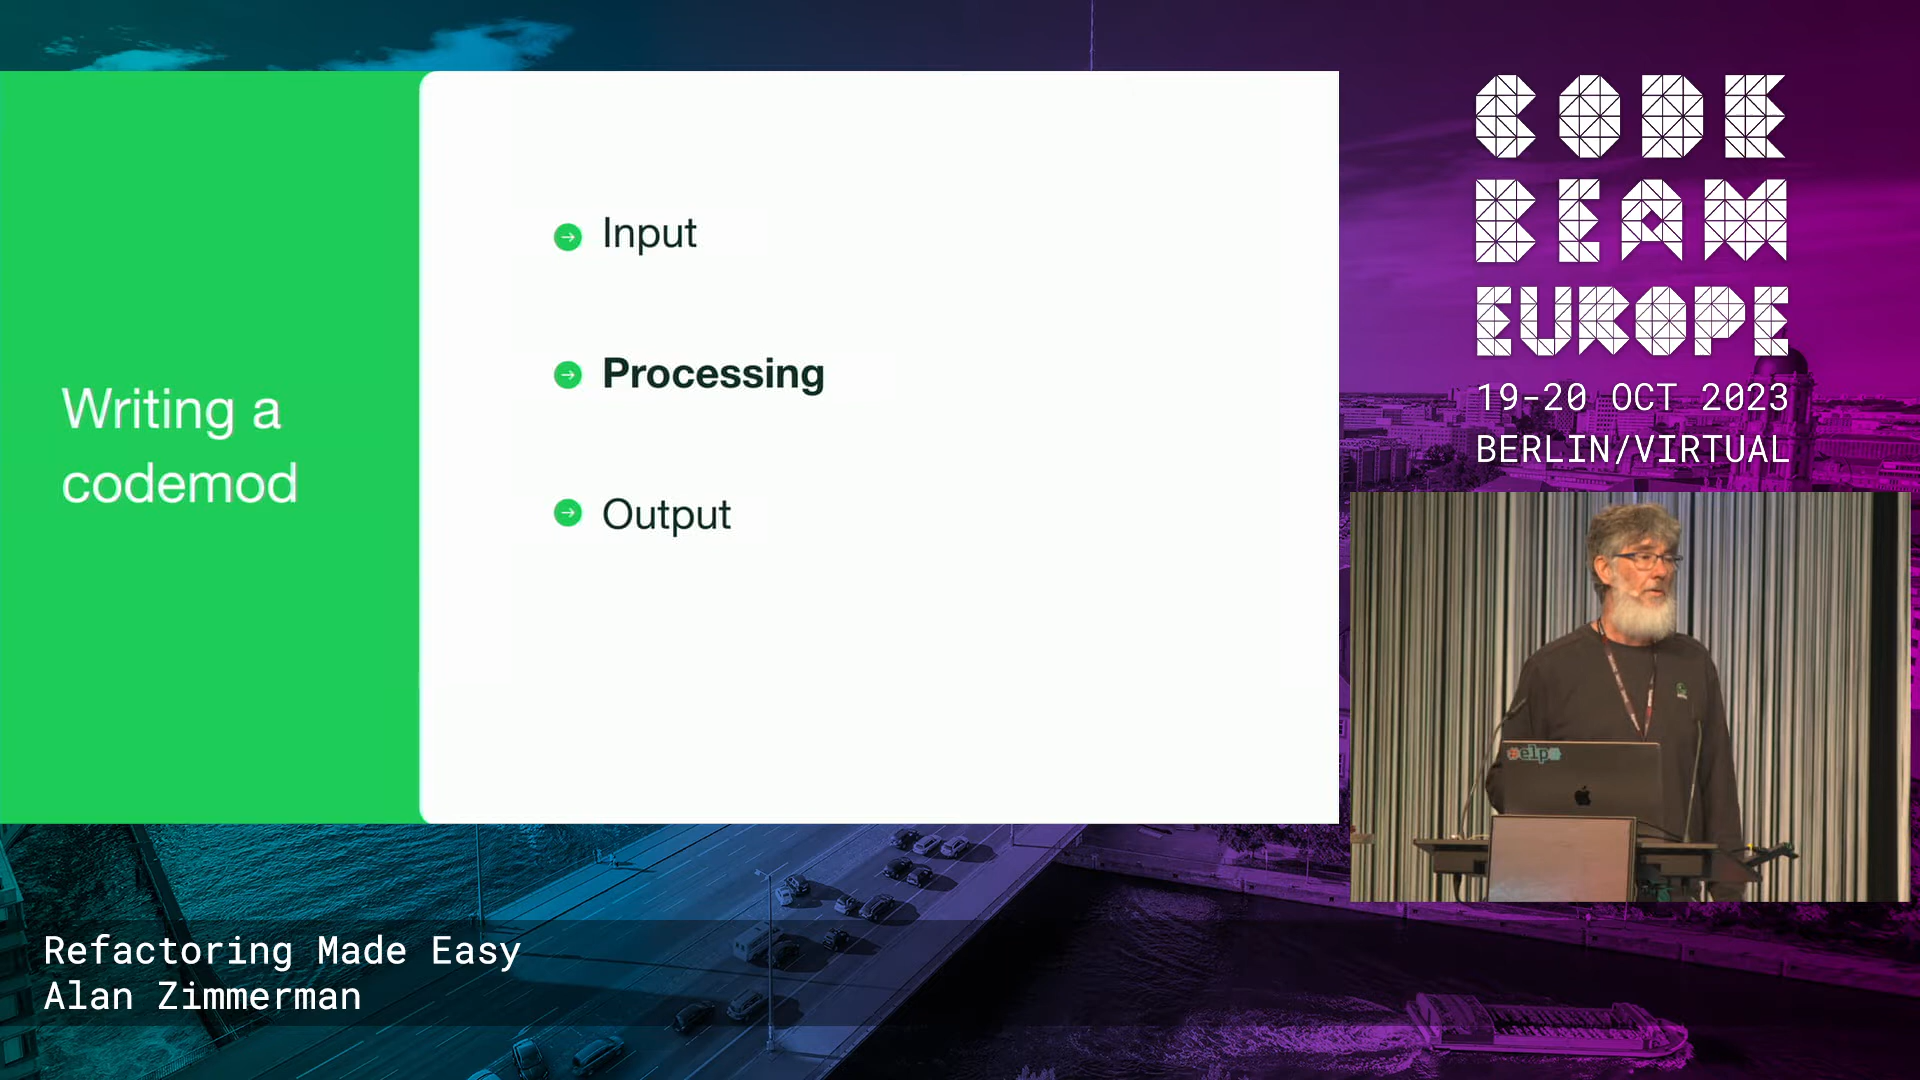 Writing a
codemod
Input
Processing
Output
CODE
BEAM
EUROPE
19-20 OCT 2023
BERLIN/VIRTUAL
#elp
Refactoring Made Easy
Alan Zimmerman